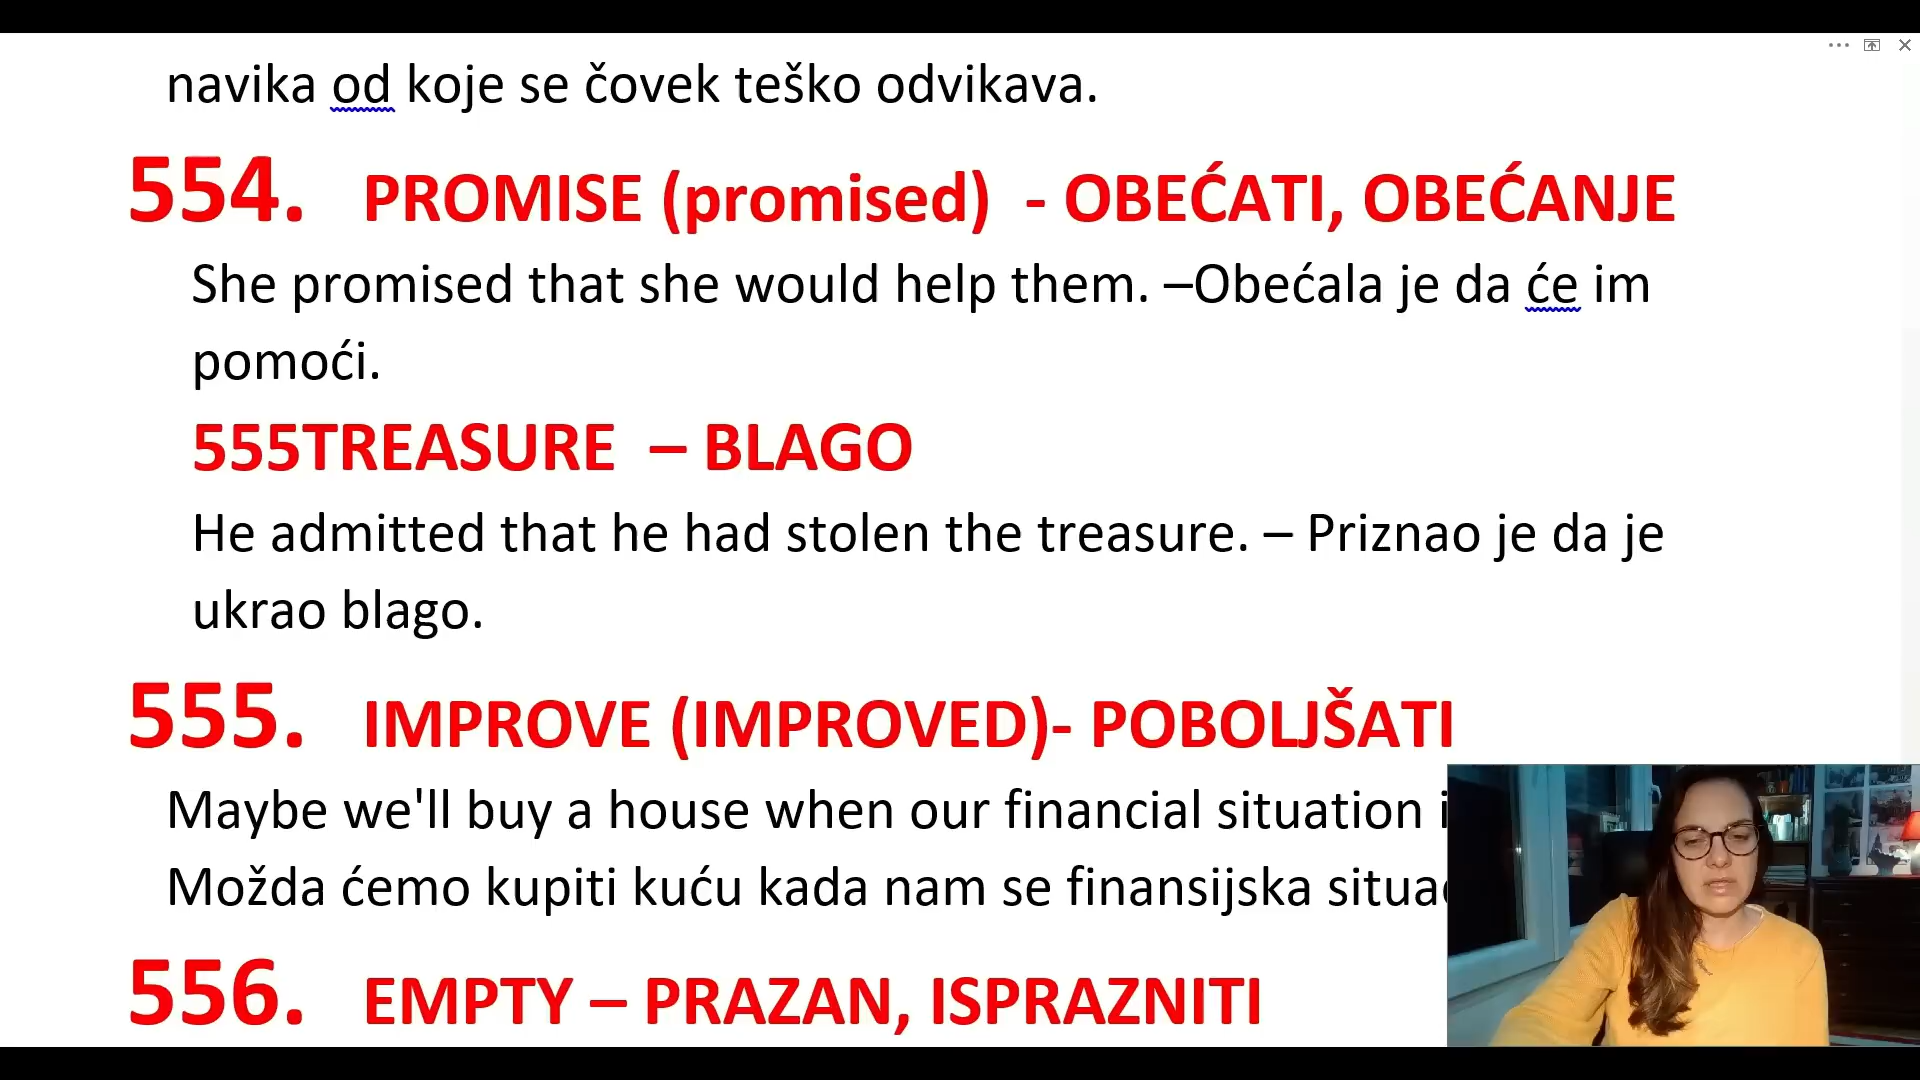 navika od koje se čovek teško odvikava.
554. PROMISE (promised) - OBEĆATI, OBEĆANJE
She promised that she would help them. –Obećala je da će im
pomoći.
555TREASURE – BLAGO
He admitted that he had stolen the treasure. – Priznao je da je
ukrao blago.
555. IMPROVE (IMPROVED)- POBOLJŠATI
Maybe we'll buy a house when our financial situation
Možda ćemo kupiti kuću kada nam se finansijska
556. EMPTY – PRAZAN, ISPRAZNITI